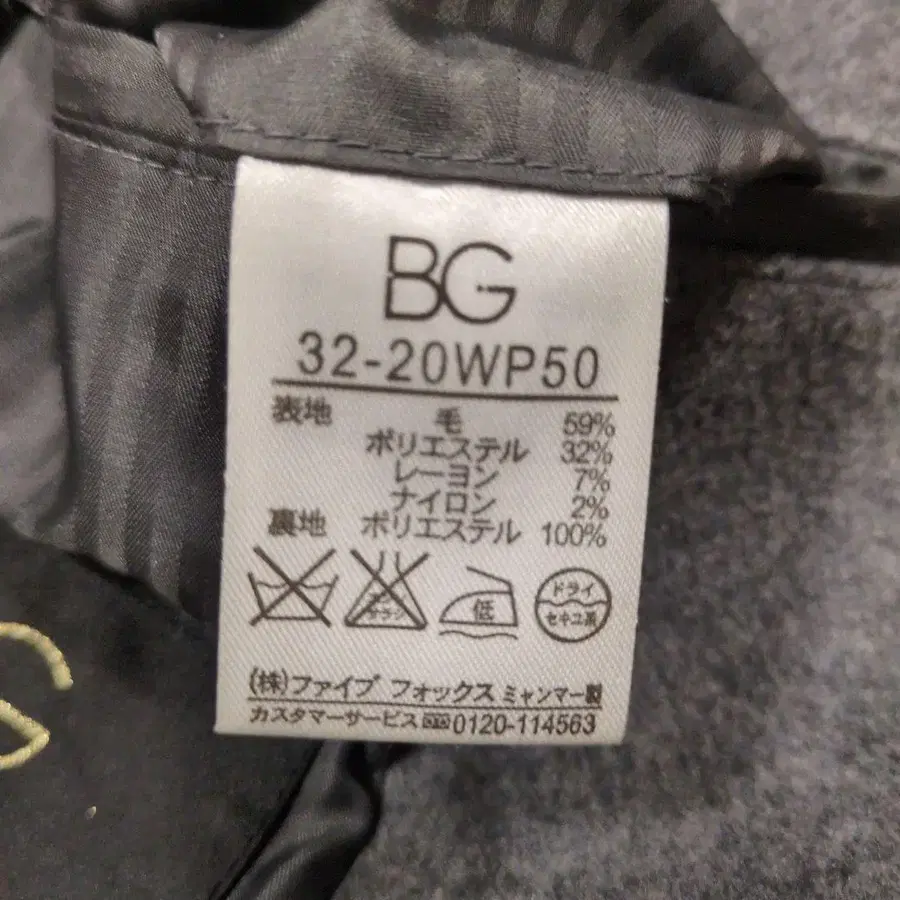 BG
32-20WP50
表地 毛 59%
ポリエステル 32%
レーヨン 7%
ナイロン 2%
裏地 ポリエステル 100%
低
ドライ
セキユ系
(株)ファイブ フォックス ミャンマー製
カスタマーサービス 0120-114563